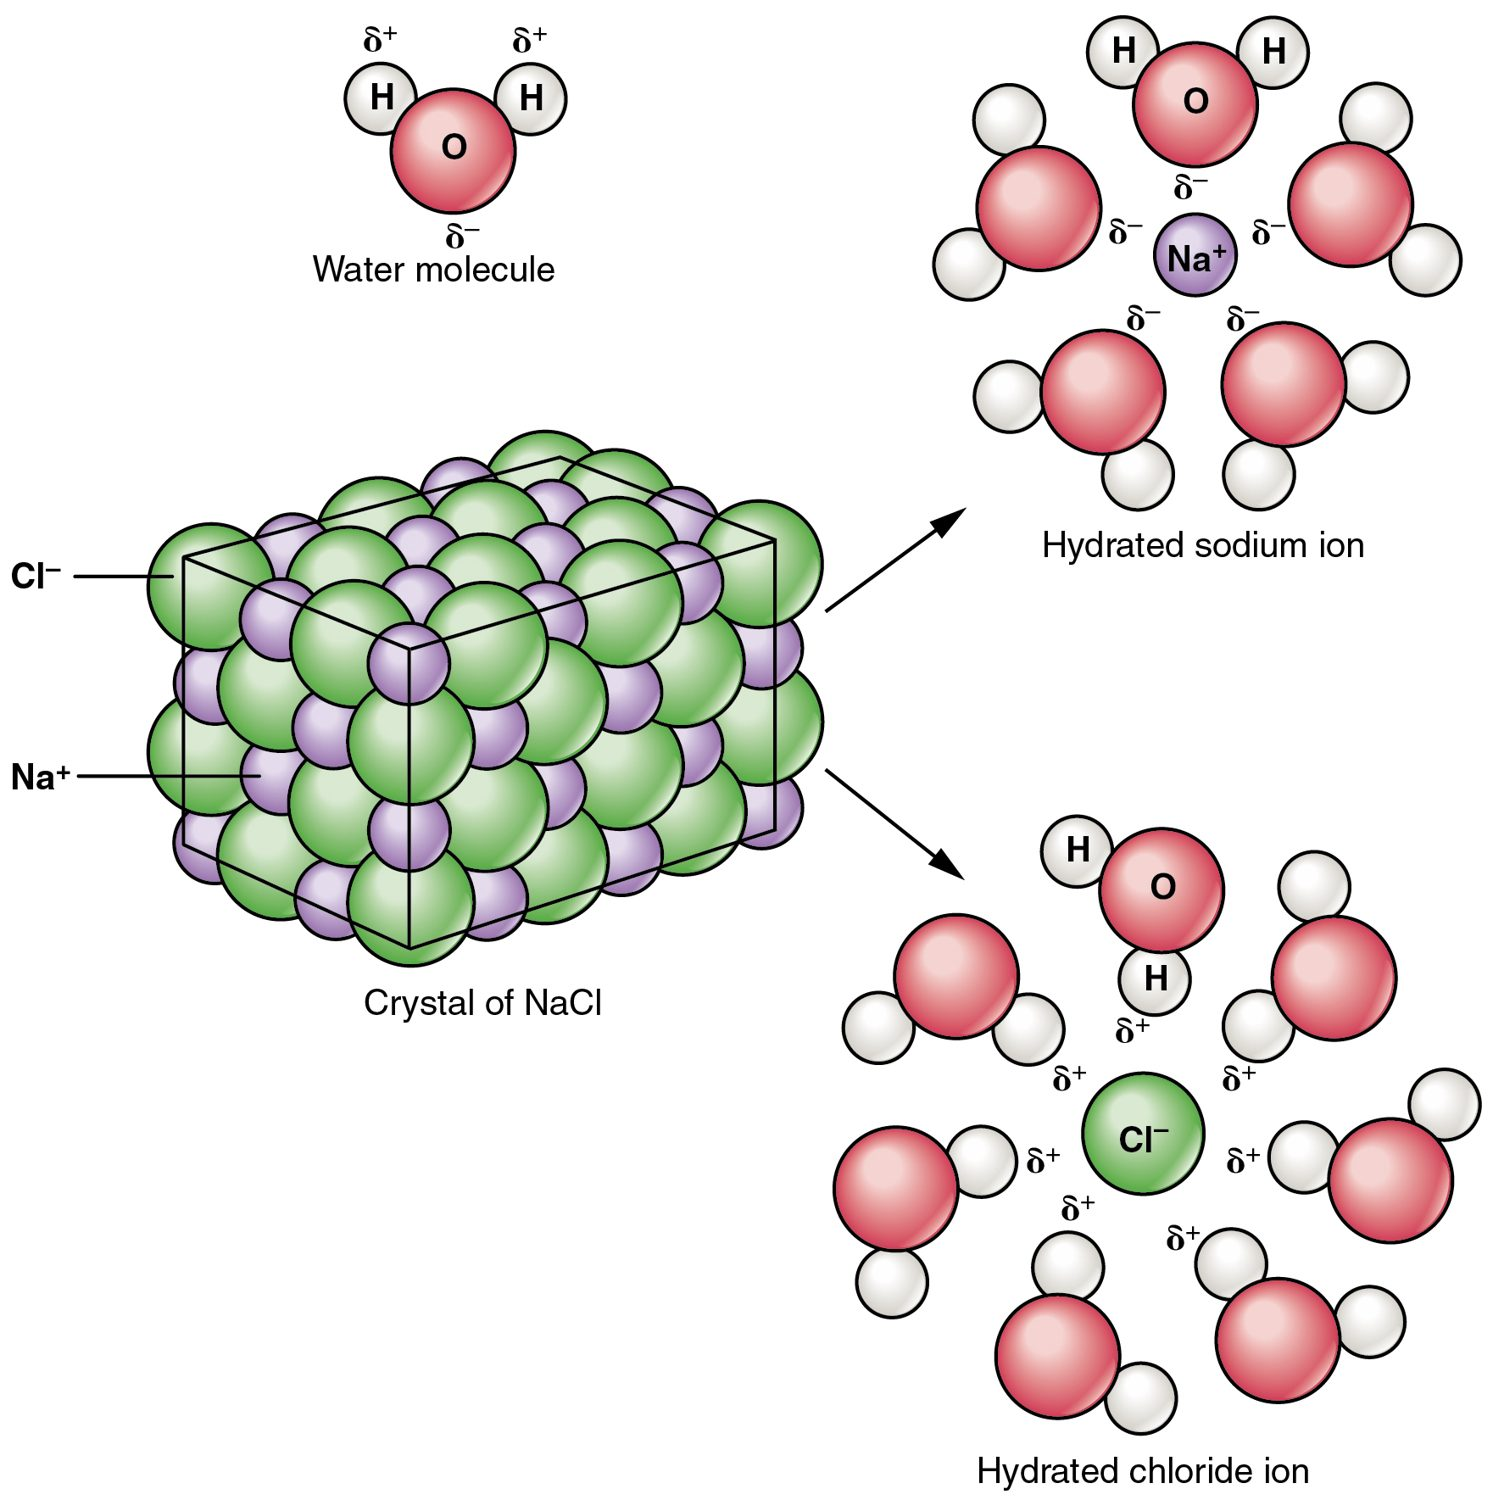 δ+ δ+
H H
O
δ–
Water molecule
H H
O
δ–
δ– δ–
Na+
δ– δ–
Hydrated sodium ion
Cl–
Na+
Crystal of NaCl
H
O
H
δ+
δ+ δ+
Cl–
δ+ δ+
δ+
δ+
Hydrated chloride ion